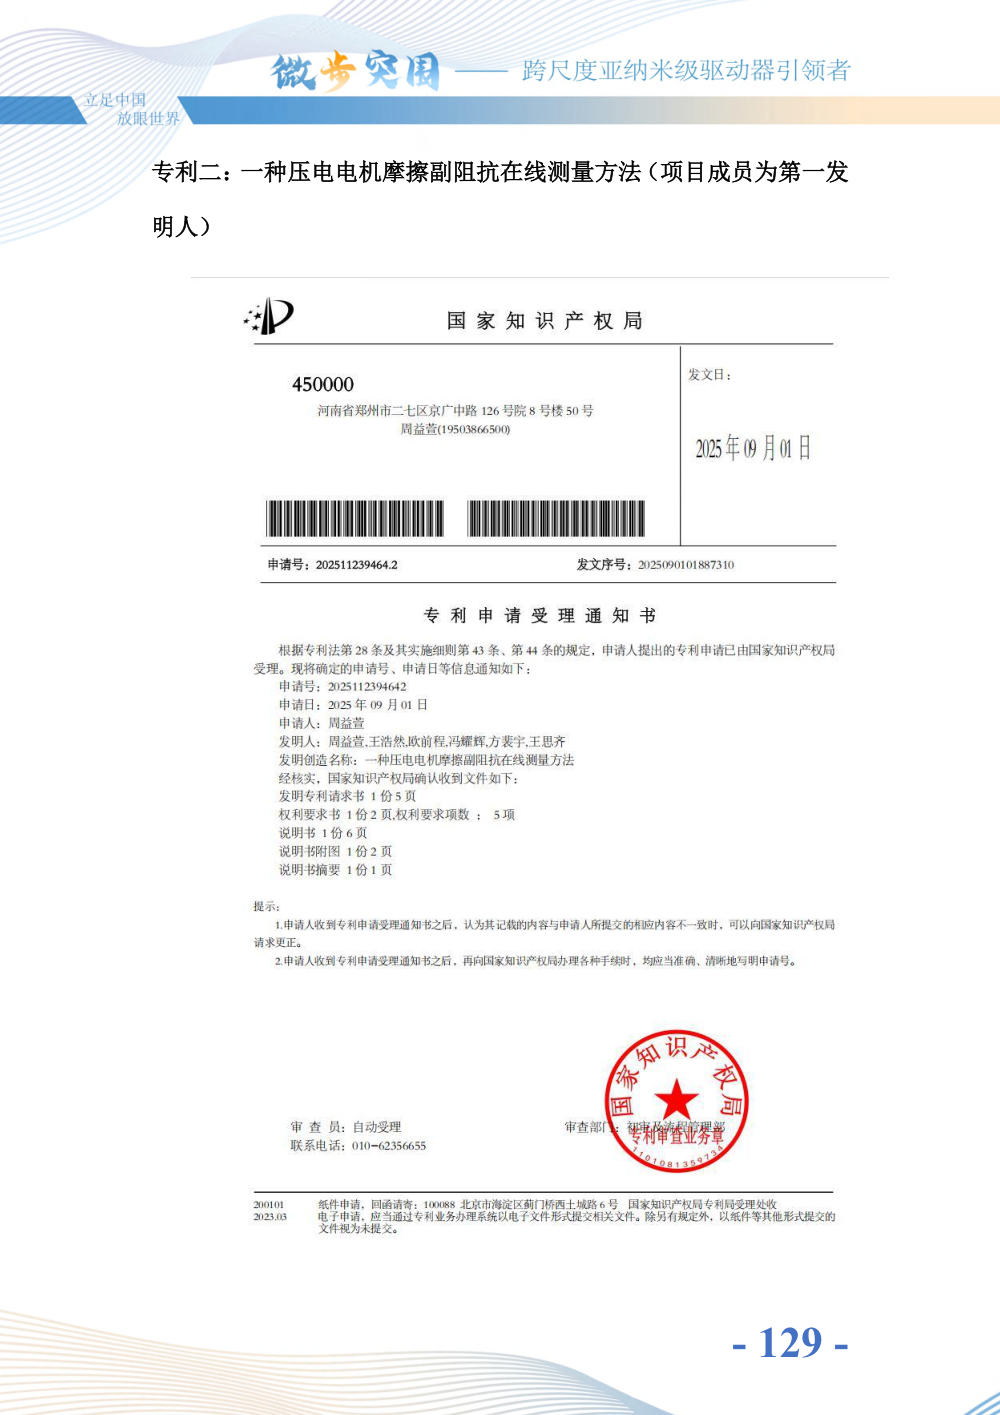 微步突围 —— 跨尺度亚纳米级驱动器引领者
立足中国
放眼世界
专利二：一种压电电机摩擦副阻抗在线测量方法（项目成员为第一发
明人）
国家知识产权局
450000
河南省郑州市二七区京广中路 126 号院 8 号楼 50 号
周益萱(19503866500)
发文日：
2025 年 09 月 01 日
申请号：202511239464.2
发文序号：2025090101887310
专利申请受理通知书
根据专利法第 28 条及其实施细则第 43 条、第 44 条的规定，申请人提出的专利申请已由国家知识产权局
受理。现将确定的申请号、申请日等信息通知如下：
申请号：2025112394642
申请日：2025 年 09 月 01 日
申请人：周益萱
发明人：周益萱,王浩然,欧前程,冯耀辉,方裴宇,王思齐
发明创造名称：一种压电电机摩擦副阻抗在线测量方法
经核实，国家知识产权局确认收到文件如下：
发明专利请求书 1 份 5 页
权利要求书 1 份 2 页,权利要求项数 ： 5 项
说明书 1 份 6 页
说明书附图 1 份 2 页
说明书摘要 1 份 1 页
提示：
1.申请人收到专利申请受理通知书之后，认为其记载的内容与申请人所提交的相应内容不一致时，可以向国家知识产权局
请求更正。
2.申请人收到专利申请受理通知书之后，再向国家知识产权局办理各种手续时，均应当准确、清晰地写明申请号。
国家知识产权局
专利审查业务章
1101081359734
审 查 员：自动受理
审查部门：初审及流程管理部
联系电话：010-62356655
200101 纸件申请，回函请寄：100088 北京市海淀区蓟门桥西土城路 6 号 国家知识产权局专利局受理处收
2023.03 电子申请，应当通过专利业务办理系统以电子文件形式提交相关文件。除另有规定外，以纸件等其他形式提交的
文件视为未提交。
- 129 -